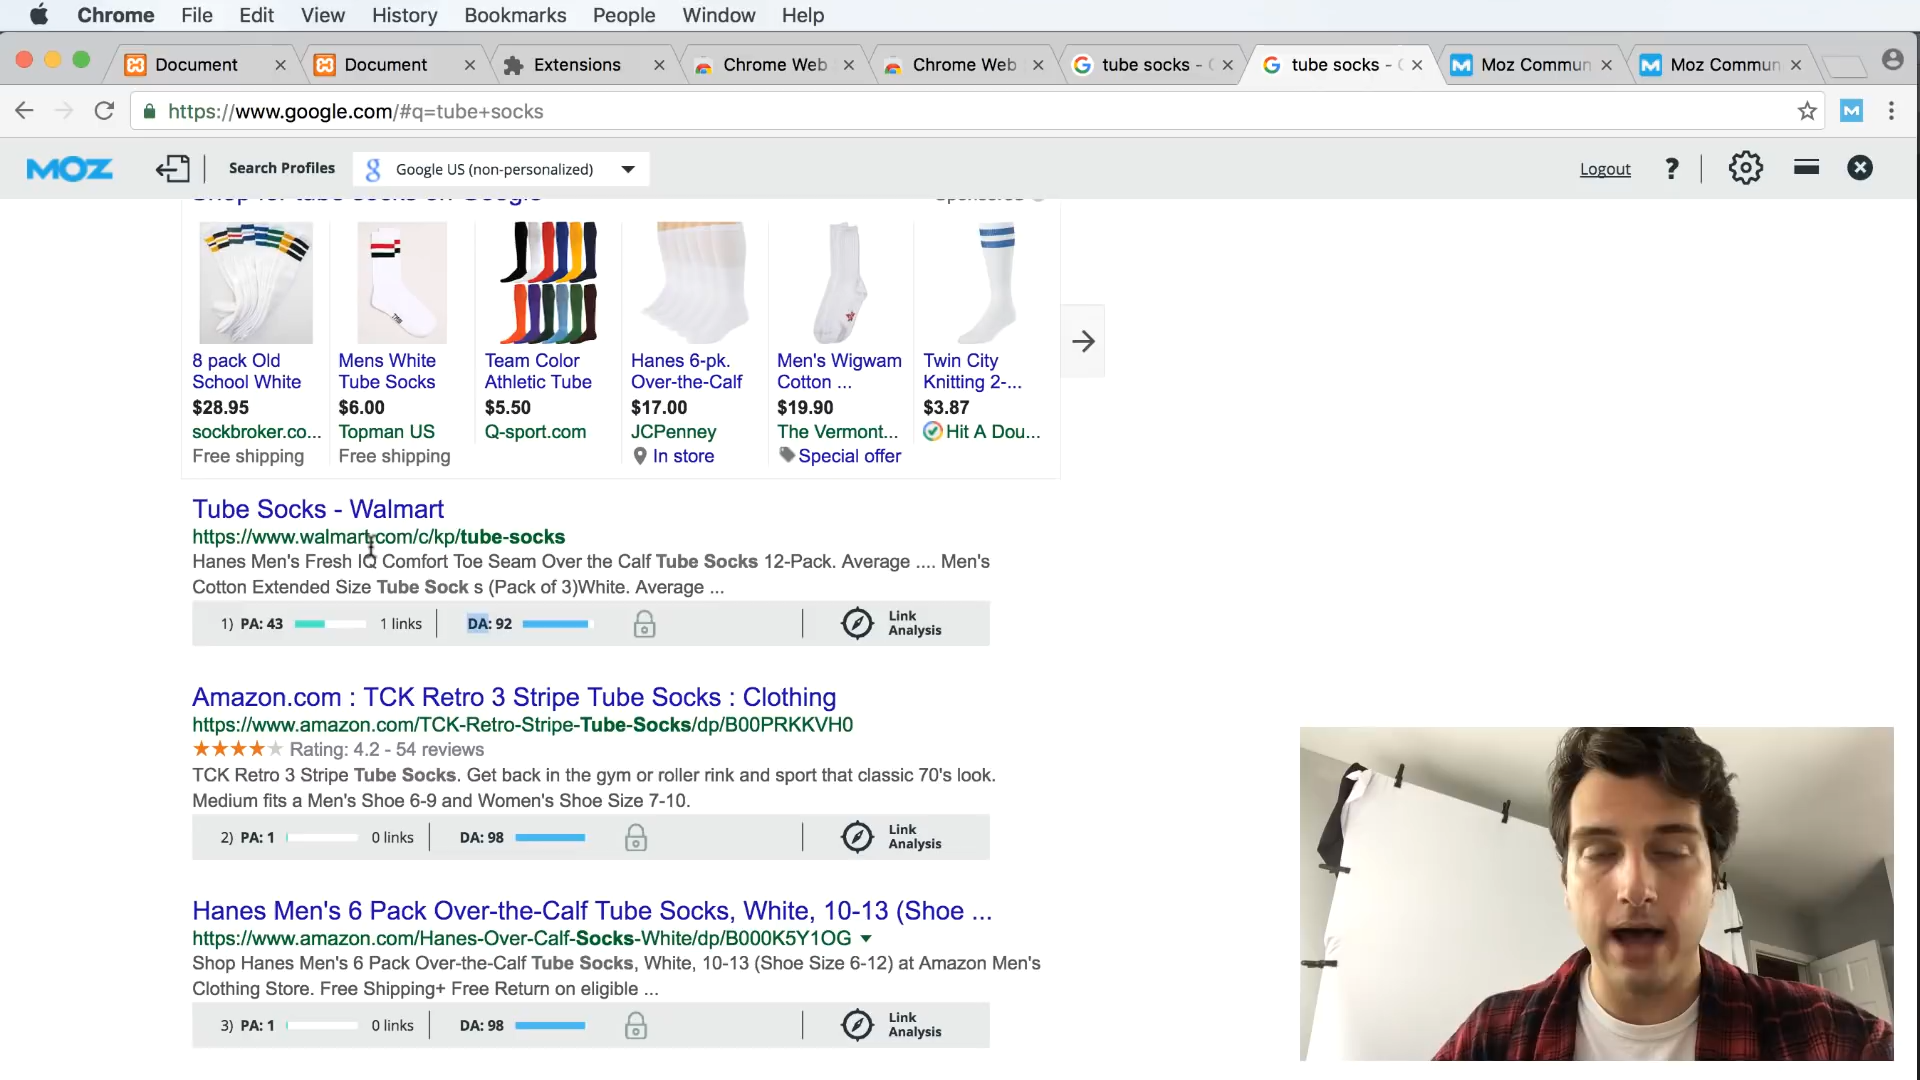 Chrome File Edit View History Bookmarks People Window Help
Document Document Extensions Chrome Web Chrome Web tube socks - tube socks - Moz Commun Moz Commun
https://www.google.com/#q=tube+socks
MOZ Search Profiles Google US (non-personalized) Logout ?
Shop for tube socks on Google Sponsored
8 pack Old
School White
$28.95
sockbroker.co...
Free shipping
Mens White
Tube Socks
$6.00
Topman US
Free shipping
Team Color
Athletic Tube
$5.50
Q-sport.com
Hanes 6-pk.
Over-the-Calf
$17.00
JCPenney
In store
Men's Wigwam
Cotton ...
$19.90
The Vermont...
Special offer
Twin City
Knitting 2-...
$3.87
Hit A Dou...
Tube Socks - Walmart
https://www.walmart.com/c/kp/tube-socks
Hanes Men's Fresh IQ Comfort Toe Seam Over the Calf Tube Socks 12-Pack. Average .... Men's
Cotton Extended Size Tube Sock s (Pack of 3)White. Average ...
1) PA: 43 1 links DA: 92 Link
Analysis
Amazon.com : TCK Retro 3 Stripe Tube Socks : Clothing
https://www.amazon.com/TCK-Retro-Stripe-Tube-Socks/dp/B00PRKKVH0
Rating: 4.2 - 54 reviews
TCK Retro 3 Stripe Tube Socks. Get back in the gym or roller rink and sport that classic 70's look.
Medium fits a Men's Shoe 6-9 and Women's Shoe Size 7-10.
2) PA: 1 0 links DA: 98 Link
Analysis
Hanes Men's 6 Pack Over-the-Calf Tube Socks, White, 10-13 (Shoe ...
https://www.amazon.com/Hanes-Over-Calf-Socks-White/dp/B000K5Y1OG
Shop Hanes Men's 6 Pack Over-the-Calf Tube Socks, White, 10-13 (Shoe Size 6-12) at Amazon Men's
Clothing Store. Free Shipping+ Free Return on eligible ...
3) PA: 1 0 links DA: 98 Link
Analysis